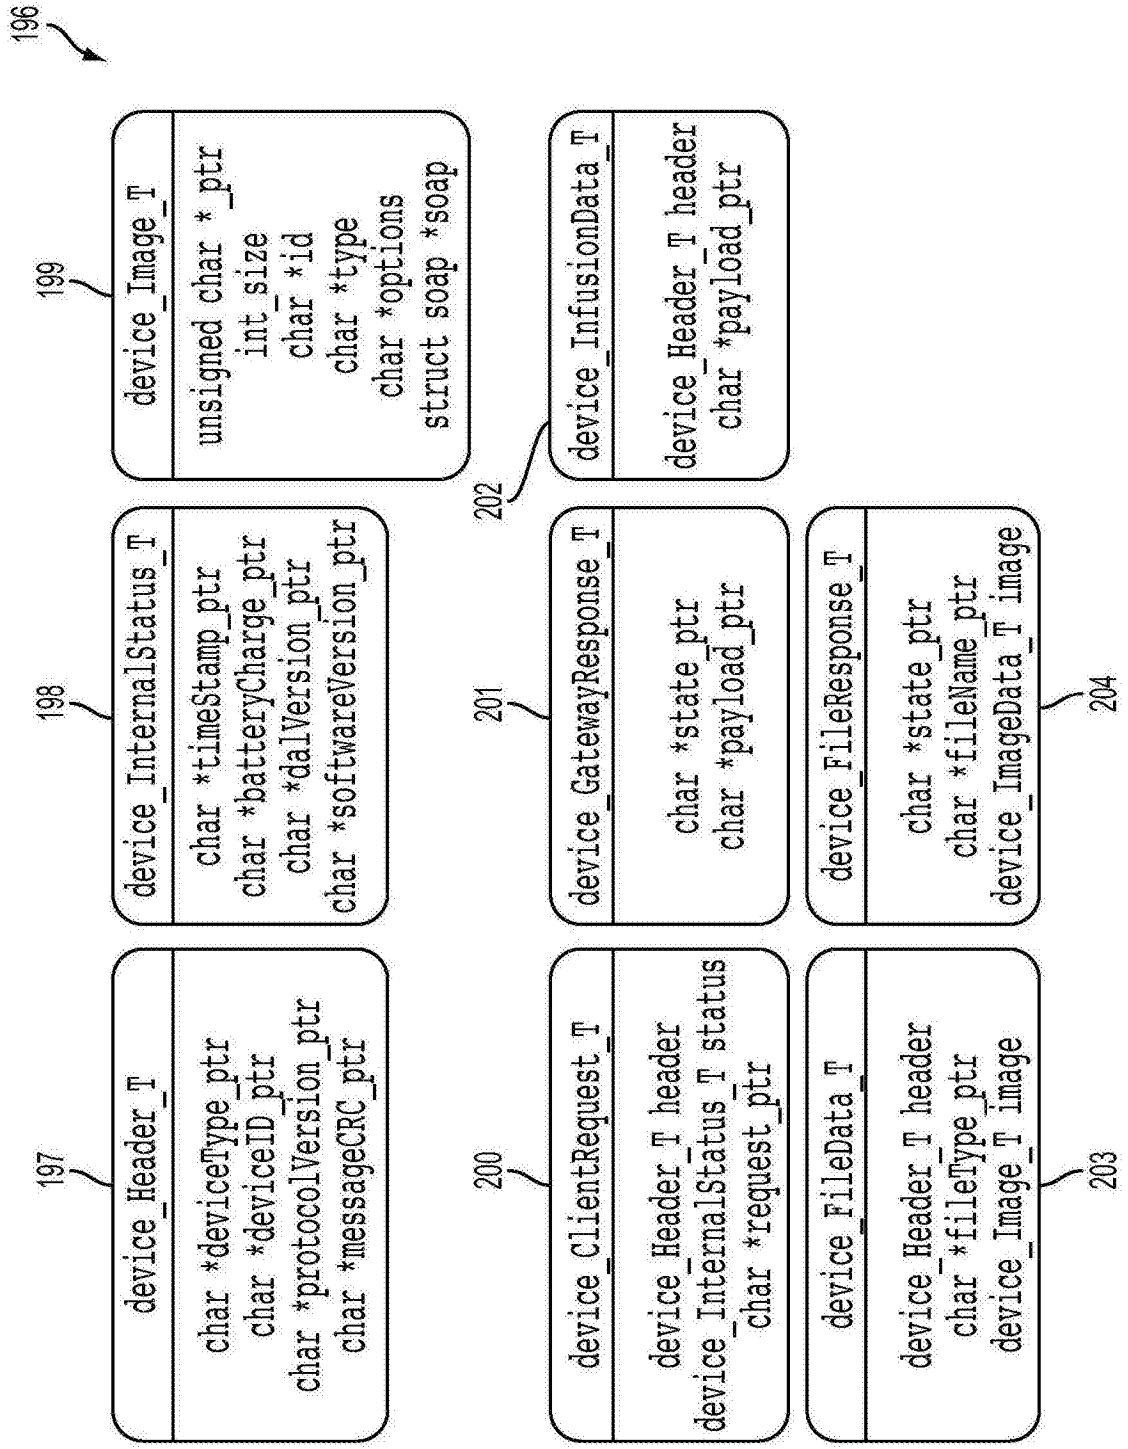 196
197
device_Header_T
char *deviceType_ptr
char *deviceID_ptr
char *protocolVersion_ptr
char *messageCRC_ptr
198
device_InternalStatus_T
char *timeStamp_ptr
char *batteryCharge_ptr
char *dalVersion_ptr
char *softwareVersion_ptr
199
device_Image_T
unsigned char *_ptr
int size
char *id
char *type
char *options
struct soap *soap
200
device_ClientRequest_T
device_Header_T header
device_InternalStatus_T status
char *request_ptr
201
device_GatewayResponse_T
char *state_ptr
char *payload_ptr
202
device_InfusionData_T
device_Header_T header
char *payload_ptr
device_FileData_T
device_Header_T header
char *fileType_ptr
device_Image_T image
203
device_FileResponse_T
char *state_ptr
char *fileName_ptr
device_ImageData_T image
204